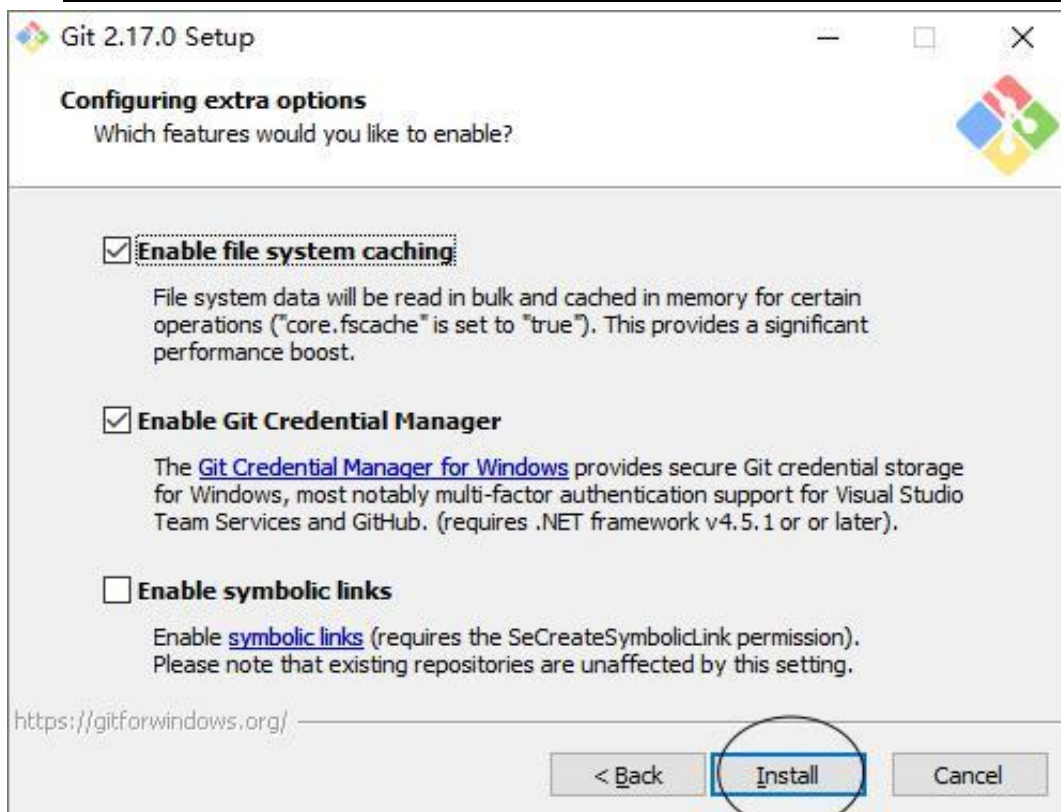 Git 2.17.0 Setup
Configuring extra options
Which features would you like to enable?
Enable file system caching
File system data will be read in bulk and cached in memory for certain
operations ("core.fscache" is set to "true"). This provides a significant
performance boost.
Enable Git Credential Manager
The Git Credential Manager for Windows provides secure Git credential storage
for Windows, most notably multi-factor authentication support for Visual Studio
Team Services and GitHub. (requires .NET framework v4.5.1 or or later).
Enable symbolic links
Enable symbolic links (requires the SeCreateSymbolicLink permission).
Please note that existing repositories are unaffected by this setting.
https://gitforwindows.org/
< Back Install Cancel